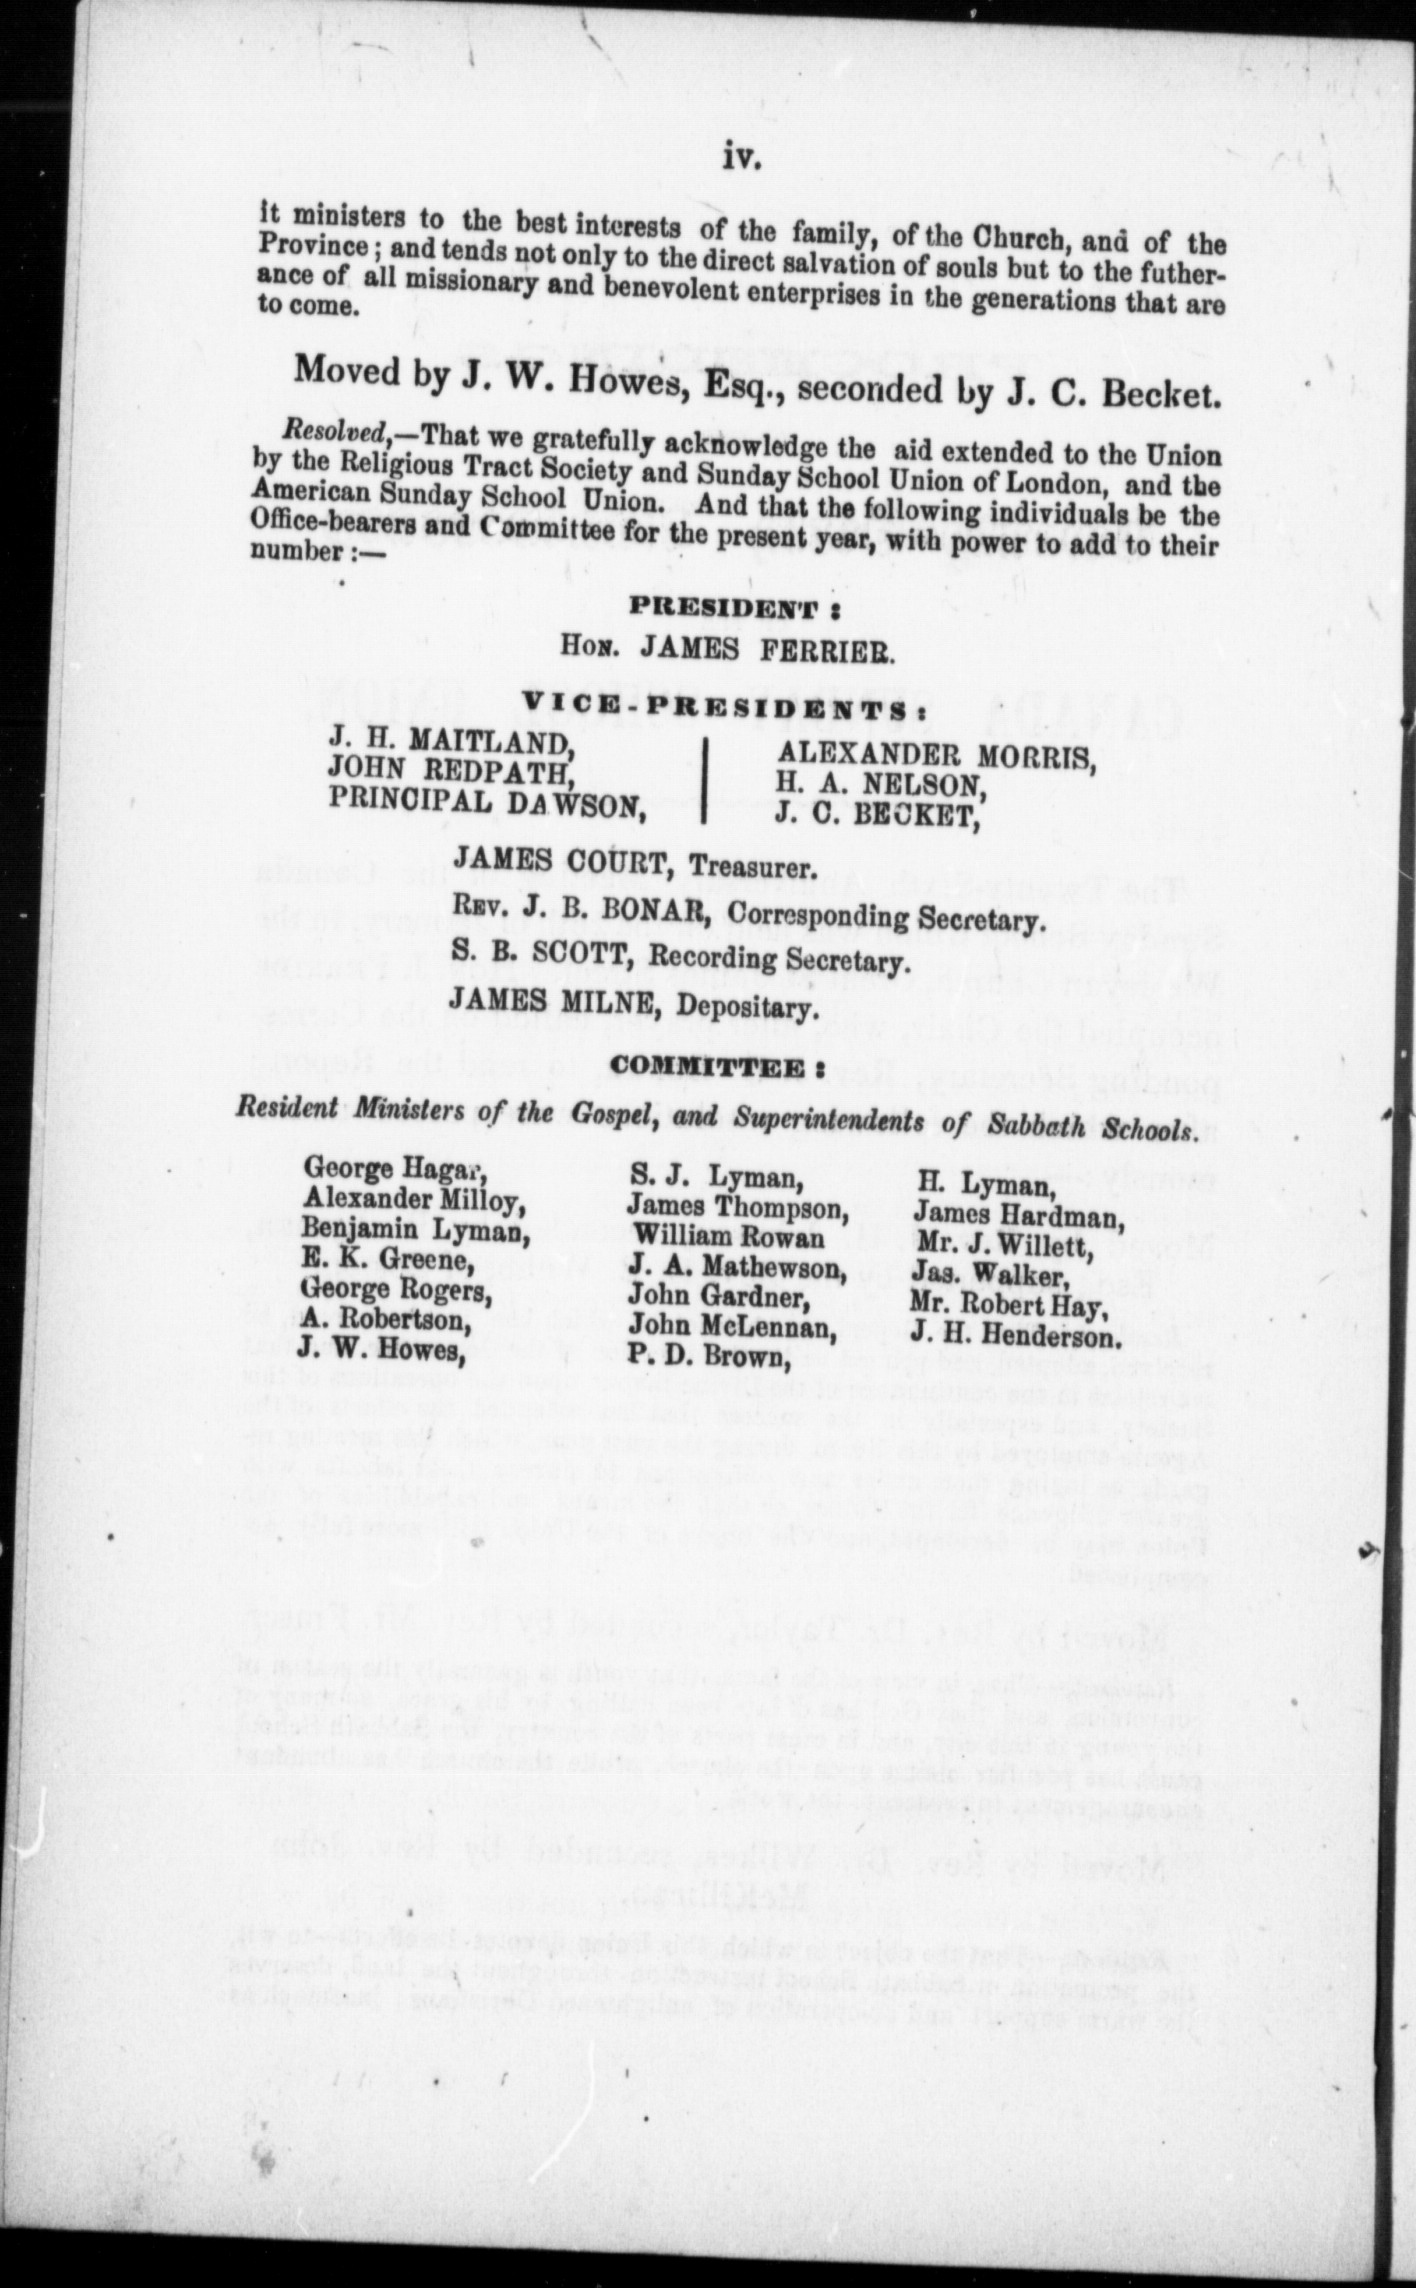 iv.
it ministers to the best interests of the family, of the Church, and of the
Province; and tends not only to the direct salvation of souls but to the futher-
ance of all missionary and benevolent enterprises in the generations that are
to come.
Moved by J. W. Howes, Esq., seconded by J. C. Becket.
Resolved,—That we gratefully acknowledge the aid extended to the Union
by the Religious Tract Society and Sunday School Union of London, and the
American Sunday School Union. And that the following individuals be the
Office-bearers and Committee for the present year, with power to add to their
number :—
PRESIDENT :
HON. JAMES FERRIER.
VICE-PRESIDENTS :
J. H. MAITLAND,
JOHN REDPATH,
PRINCIPAL DAWSON,
ALEXANDER MORRIS,
H. A. NELSON,
J. C. BECKET,
JAMES COURT, Treasurer.
REV. J. B. BONAR, Corresponding Secretary.
S. B. SCOTT, Recording Secretary.
JAMES MILNE, Depositary.
COMMITTEE :
Resident Ministers of the Gospel, and Superintendents of Sabbath Schools.
George Hagar,
Alexander Milloy,
Benjamin Lyman,
E. K. Greene,
George Rogers,
A. Robertson,
J. W. Howes,
S. J. Lyman,
James Thompson,
William Rowan
J. A. Mathewson,
John Gardner,
John McLennan,
P. D. Brown,
H. Lyman,
James Hardman,
Mr. J. Willett,
Jas. Walker,
Mr. Robert Hay,
J. H. Henderson.